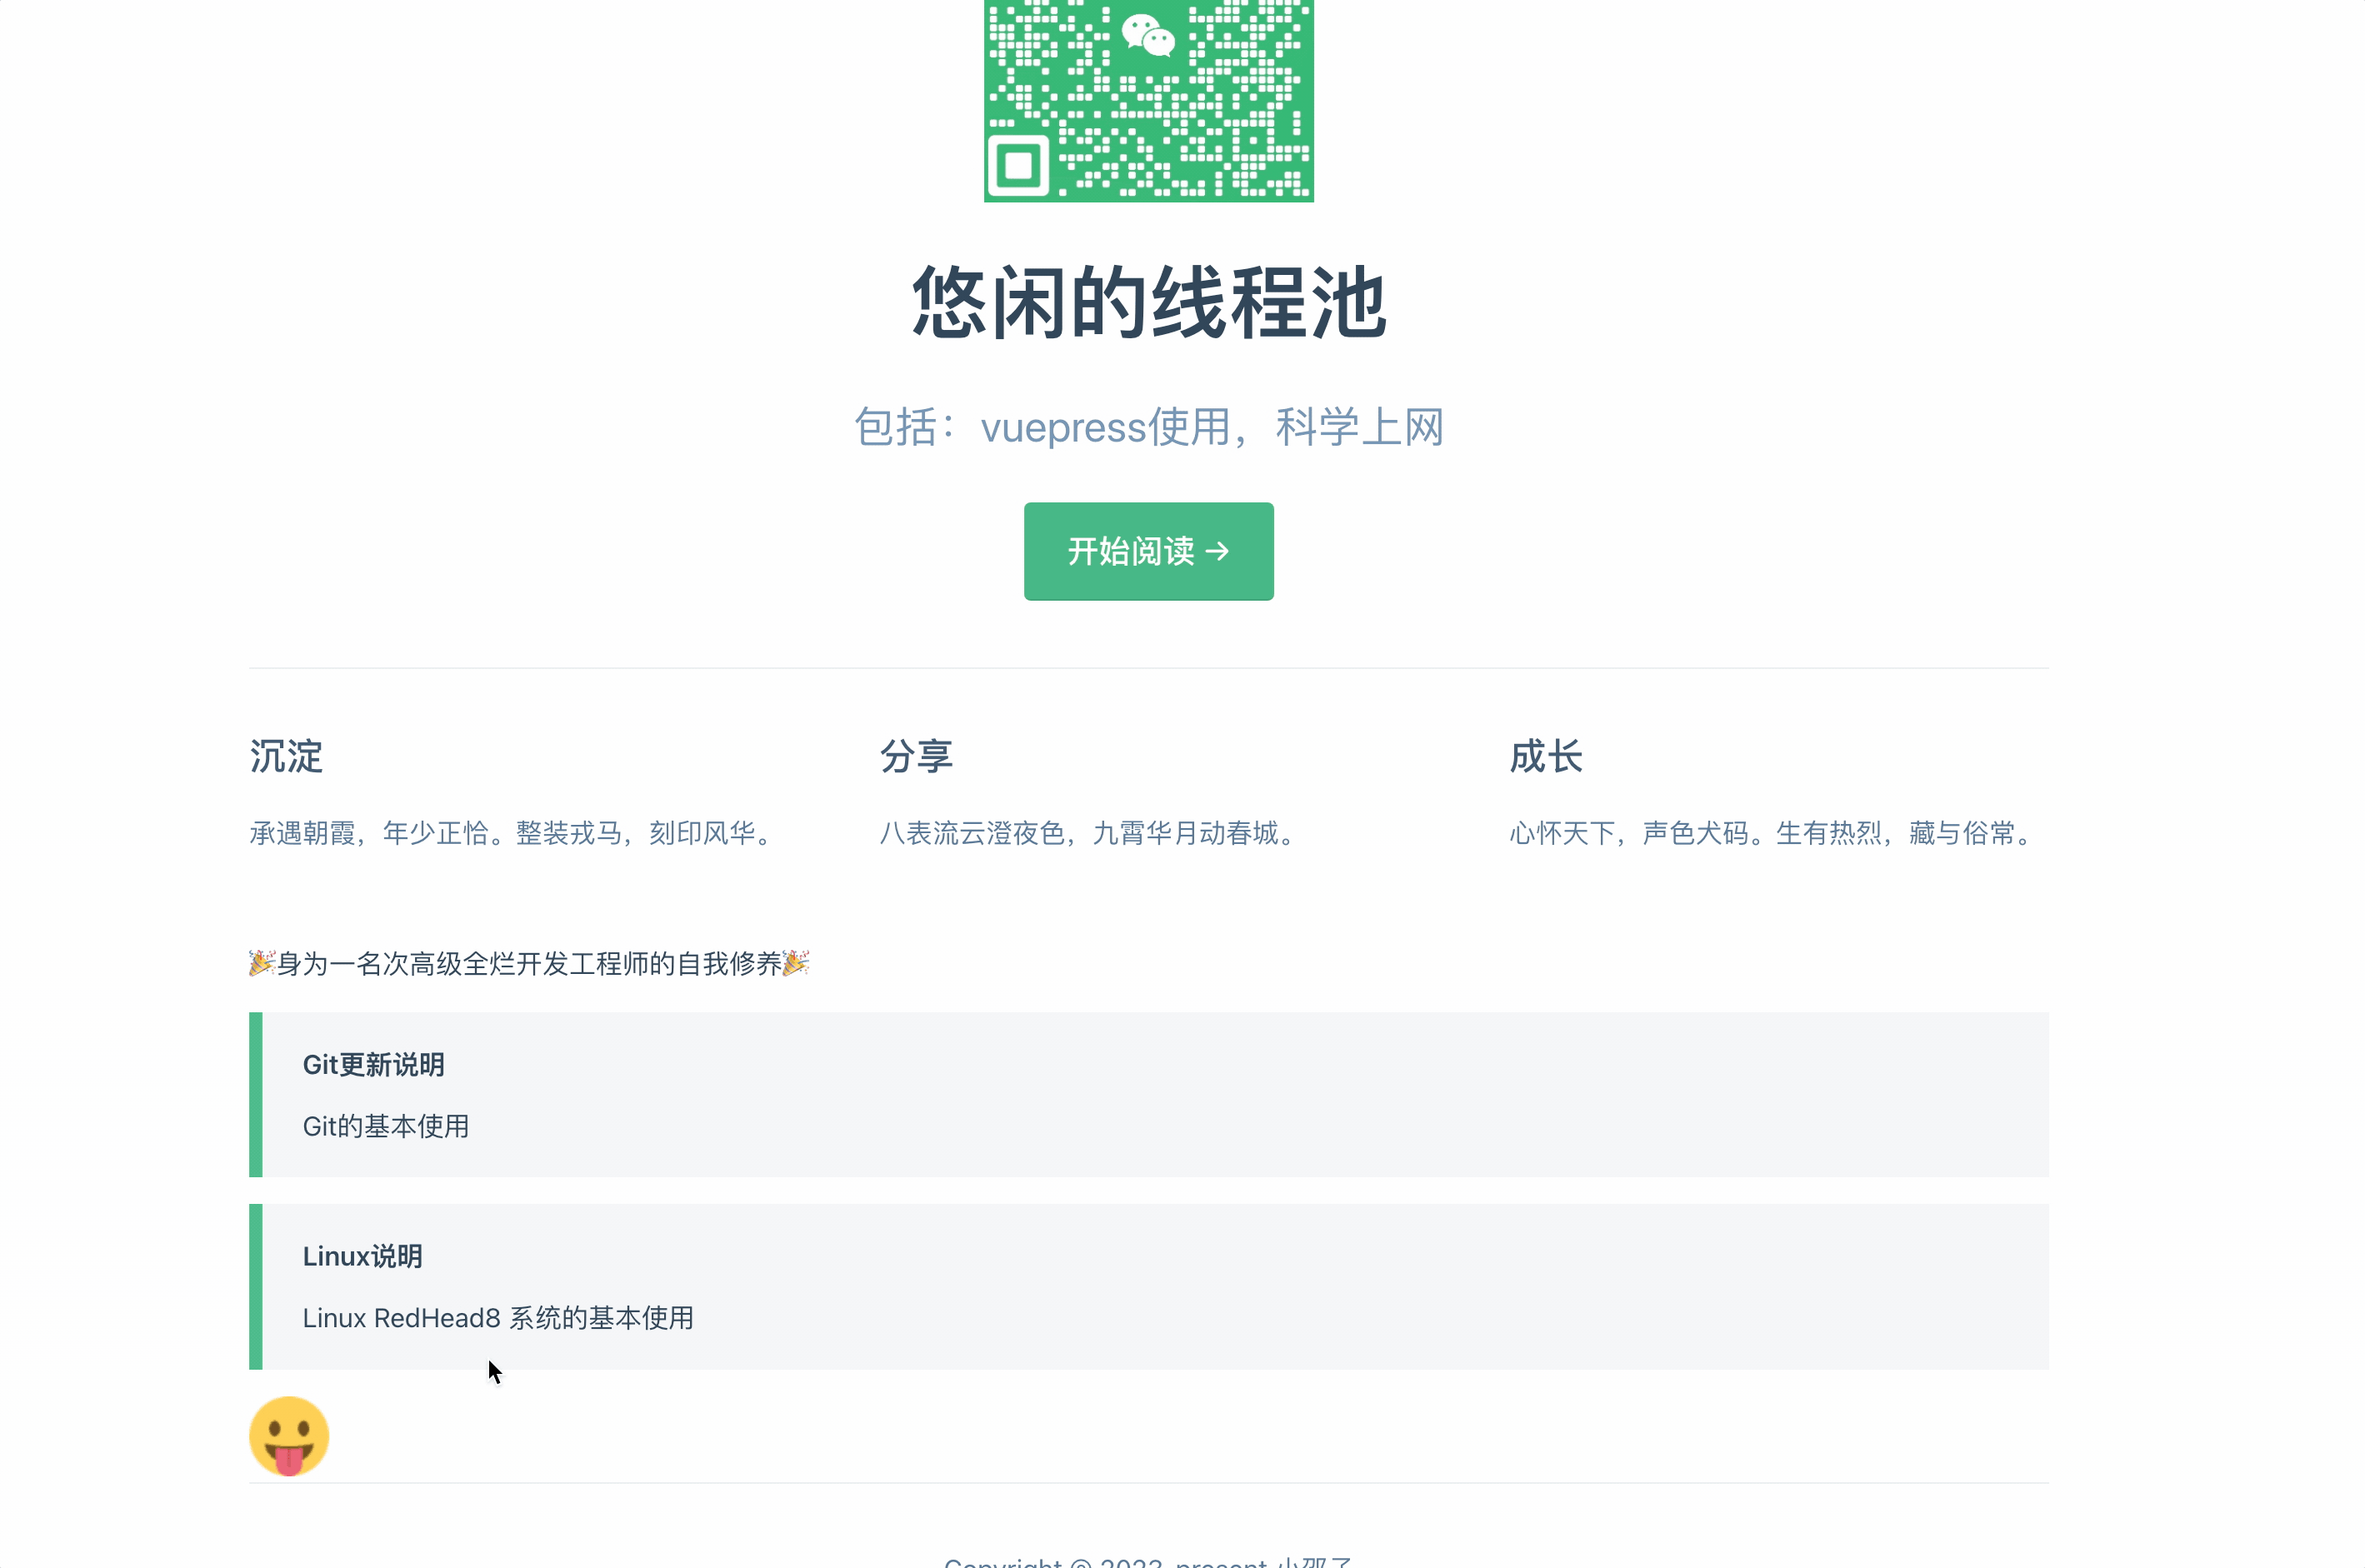 悠闲的线程池
包括：vuepress使用，科学上网
开始阅读 →
沉淀
承遇朝霞，年少正恰。整装戎马，刻印风华。
分享
八表流云澄夜色，九霄华月动春城。
成长
心怀天下，声色犬码。生有热烈，藏与俗常。
🎉身为一名次高级全烂开发工程师的自我修养🎉
Git更新说明
Git的基本使用
Linux说明
Linux RedHead8 系统的基本使用
Copyright © 2023-present 小邵子